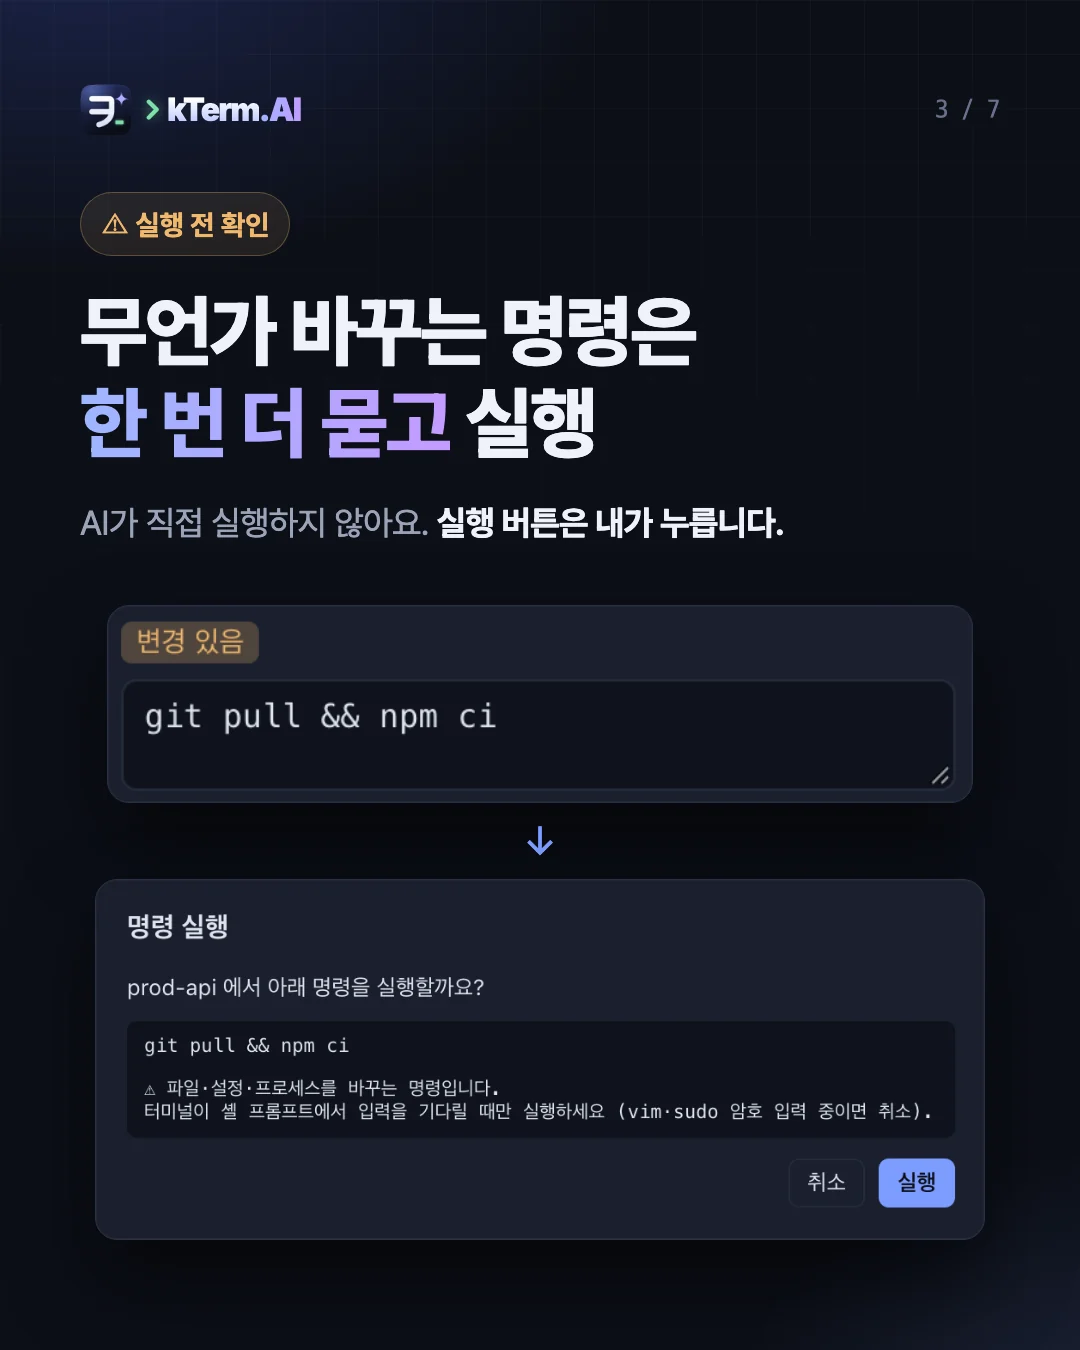 kTerm.AI
3 / 7
⚠ 실행 전 확인
무언가 바꾸는 명령은
한 번 더 묻고 실행
AI가 직접 실행하지 않아요. 실행 버튼은 내가 누릅니다.
변경 있음
git pull && npm ci
↓
명령 실행
prod-api 에서 아래 명령을 실행할까요?
git pull && npm ci
⚠ 파일·설정·프로세스를 바꾸는 명령입니다.
터미널이 셸 프롬프트에서 입력을 기다릴 때만 실행하세요 (vim·sudo 암호 입력 중이면 취소).
취소 실행